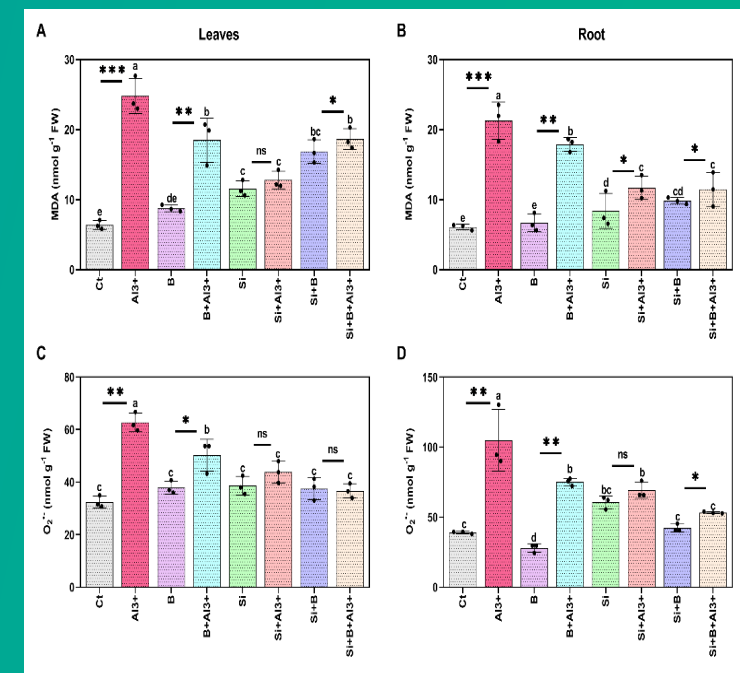 A
Leaves
MDA (nmol g⁻¹ FW)
30
20
10
0
***
**
ns
*
a
b
bc
b
c
c
de
e
Ct
Al3+
B
B+Al3+
Si
Si+Al3+
Si+B
Si+B+Al3+
B
Root
MDA (nmol g⁻¹ FW)
30
20
10
0
***
**
*
*
a
b
c
c
d
cd
e
e
Ct
Al3+
B
B+Al3+
Si
Si+Al3+
Si+B
Si+B+Al3+
C
O₂˙⁻ (nmol g⁻¹ FW)
80
60
40
20
0
**
*
ns
ns
a
b
c
c
c
c
c
c
Ct
Al3+
B
B+Al3+
Si
Si+Al3+
Si+B
Si+B+Al3+
D
O₂˙⁻ (nmol g⁻¹ FW)
150
100
50
0
**
**
ns
*
a
b
bc
b
c
c
c
d
Ct
Al3+
B
B+Al3+
Si
Si+Al3+
Si+B
Si+B+Al3+